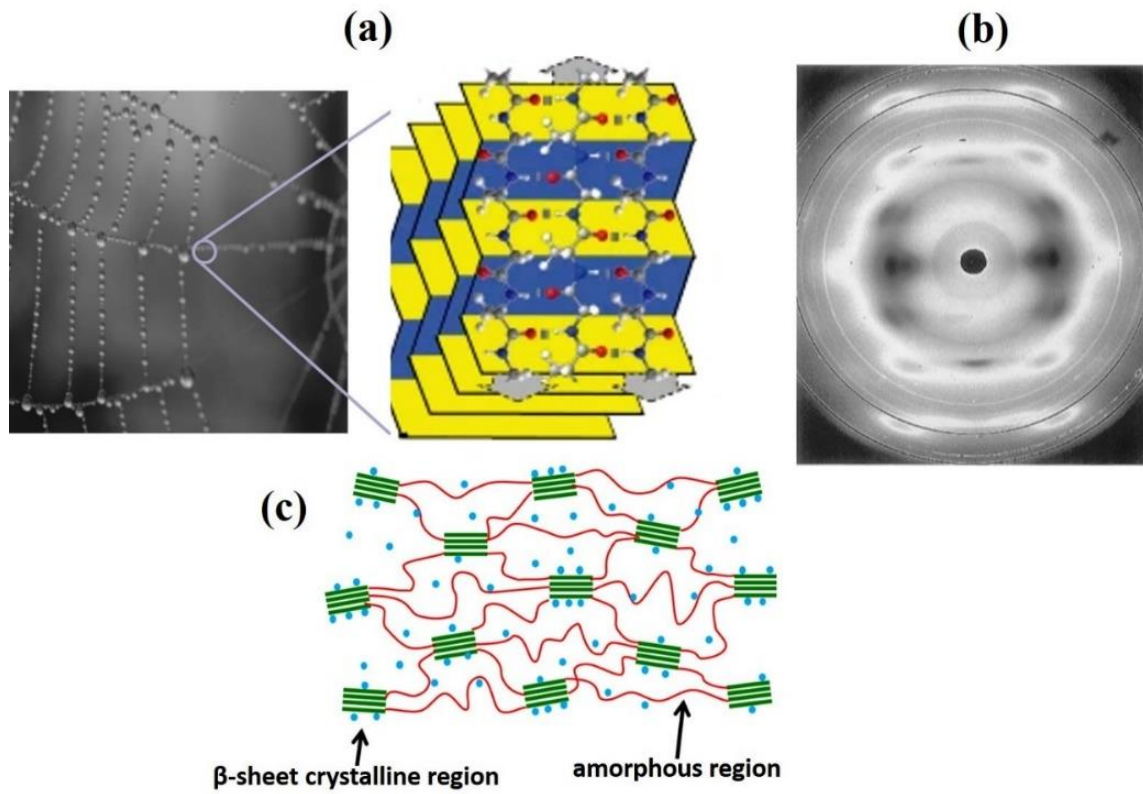 (a)
(b)
(c)
β-sheet crystalline region
amorphous region